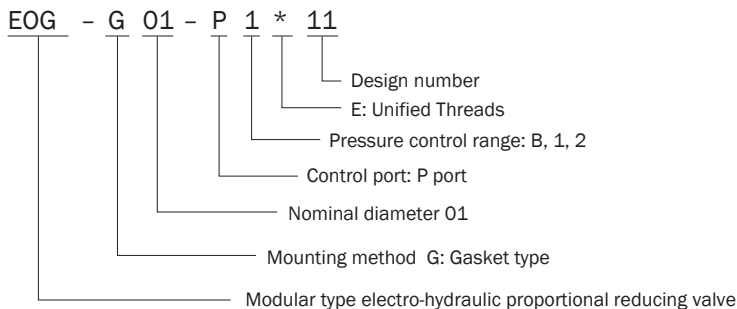 EOG – G 01 – P 1 * 11
Design number
E: Unified Threads
Pressure control range: B, 1, 2
Control port: P port
Nominal diameter 01
Mounting method G: Gasket type
Modular type electro-hydraulic proportional reducing valve